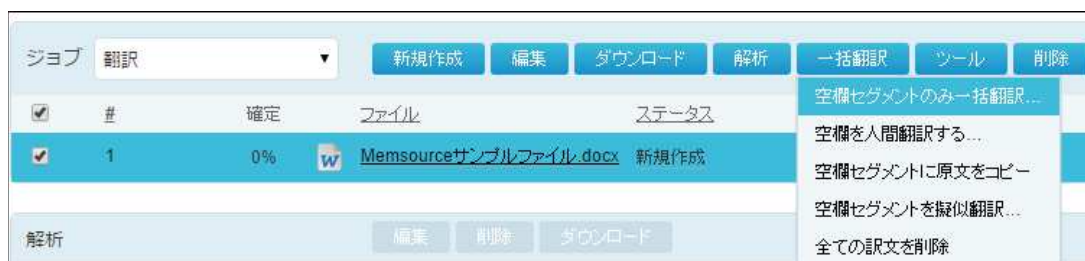 ジョブ 翻訳 新規作成 編集 ダウンロード 解析 一括翻訳 ツール 削除
# 確定 ファイル ステータス
空欄セグメントのみ一括翻訳...
1 0% Memsourceサンプルファイル.docx 新規作成
空欄を人間翻訳する...
空欄セグメントに原文をコピー
空欄セグメントを擬似翻訳...
解析 編集 削除 ダウンロード
全ての訳文を削除